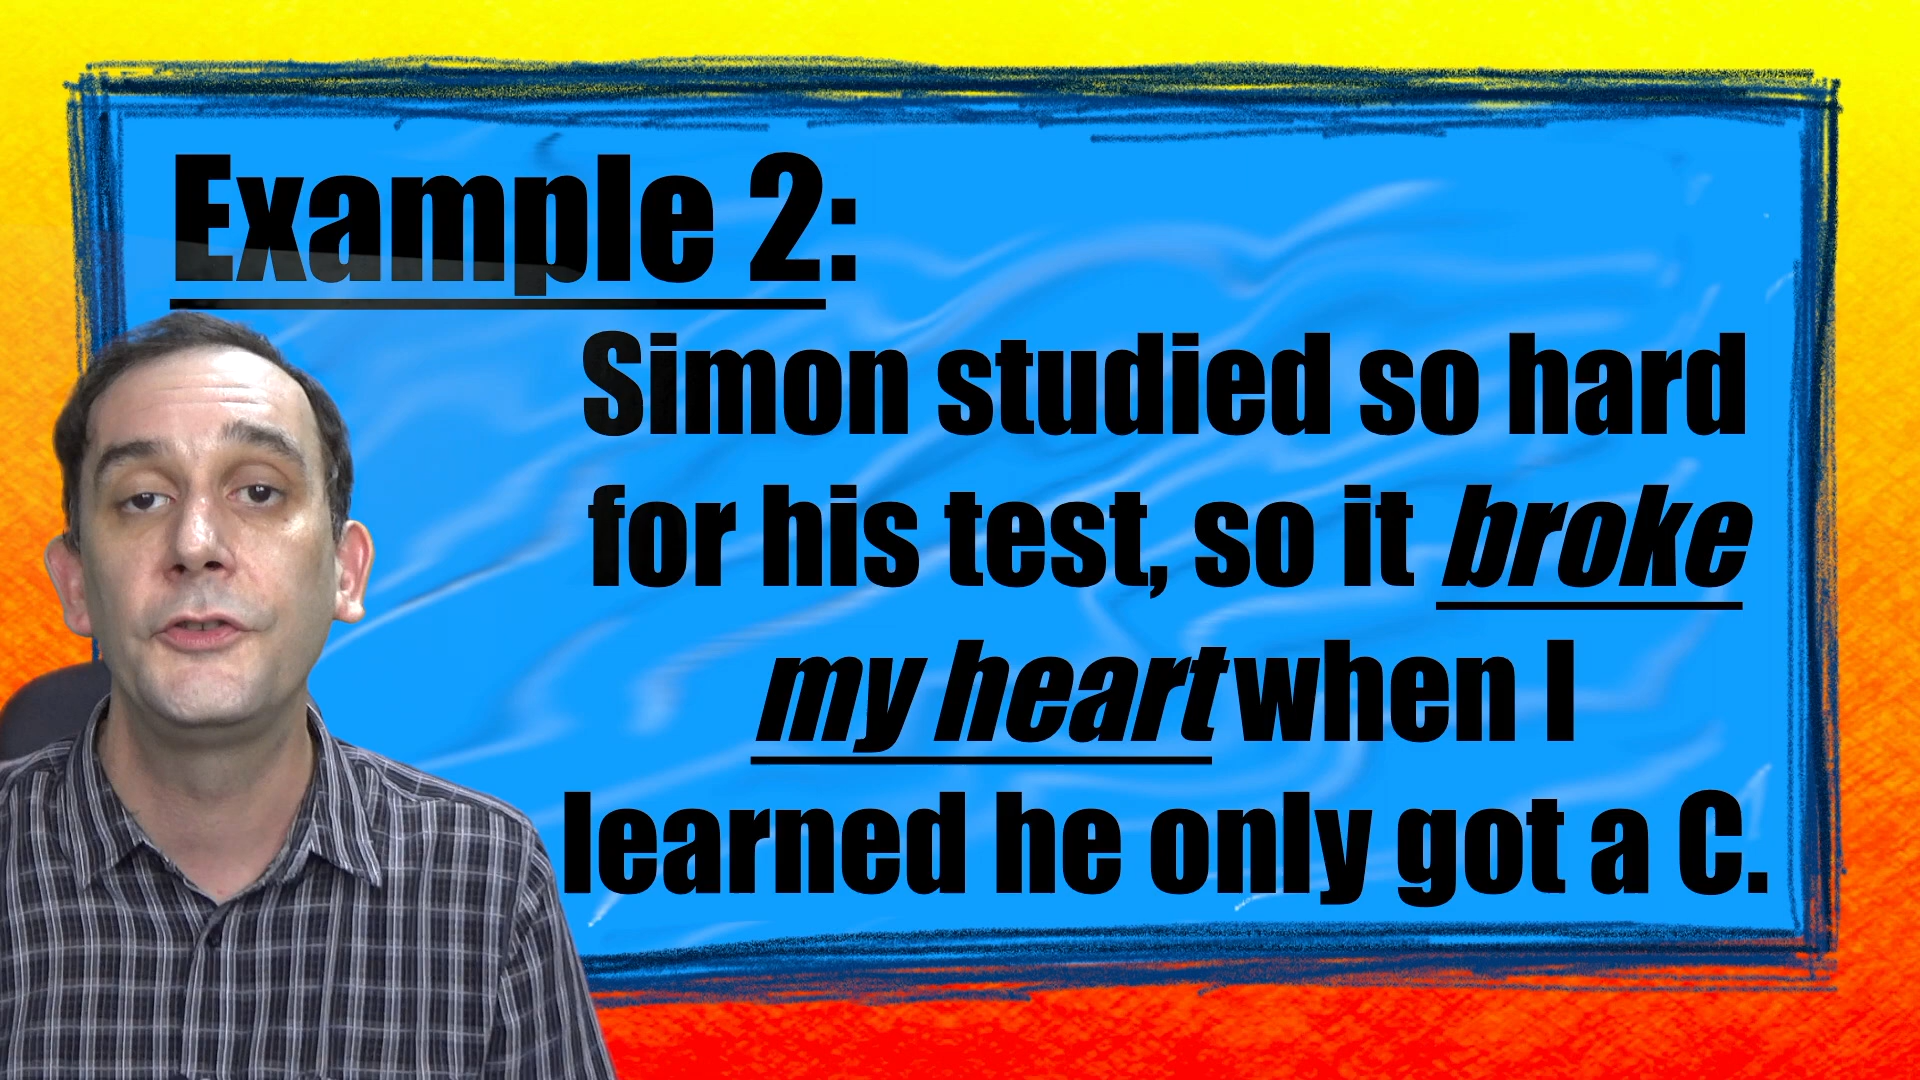 Example 2:
Simon studied so hard
for his test, so it broke
my heart when I
learned he only got a C.